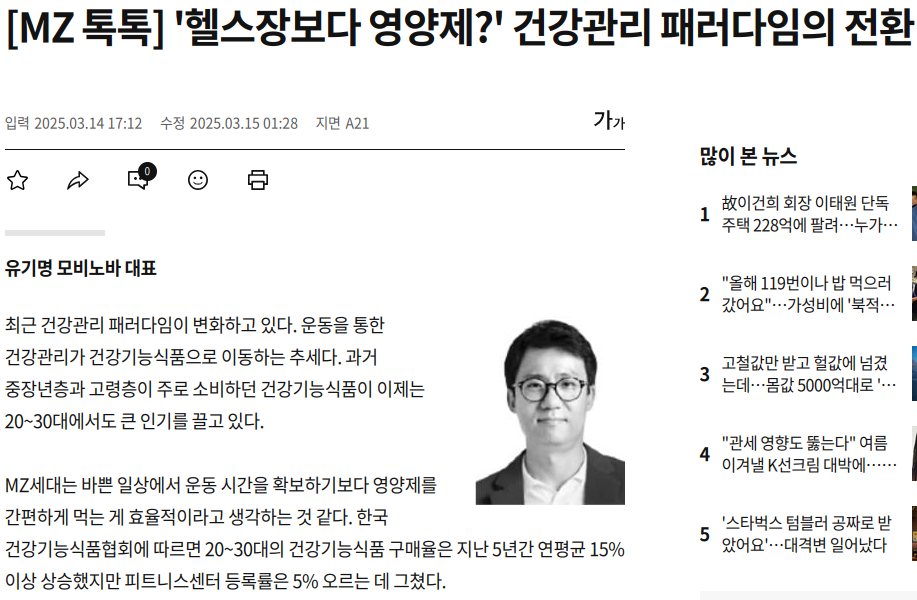 [MZ 톡톡] '헬스장보다 영양제?' 건강관리 패러다임의 전환
입력 2025.03.14 17:12 수정 2025.03.15 01:28 지면 A21
가가
0
유기명 모비노바 대표
최근 건강관리 패러다임이 변화하고 있다. 운동을 통한
건강관리가 건강기능식품으로 이동하는 추세다. 과거
중장년층과 고령층이 주로 소비하던 건강기능식품이 이제는
20~30대에서도 큰 인기를 끌고 있다.
MZ세대는 바쁜 일상에서 운동 시간을 확보하기보다 영양제를
간편하게 먹는 게 효율적이라고 생각하는 것 같다. 한국
건강기능식품협회에 따르면 20~30대의 건강기능식품 구매율은 지난 5년간 연평균 15%
이상 상승했지만 피트니스센터 등록률은 5% 오르는 데 그쳤다.
많이 본 뉴스
1 故이건희 회장 이태원 단독
주택 228억에 팔려…누가…
2 "올해 119번이나 밥 먹으러
갔어요"…가성비에 '북적…
3 고철값만 받고 헐값에 넘겼
는데…몸값 5000억대로 '…
4 "관세 영향도 뚫는다" 여름
이겨낼 K선크림 대박에……
5 '스타벅스 텀블러 공짜로 받
았어요'…대격변 일어났다